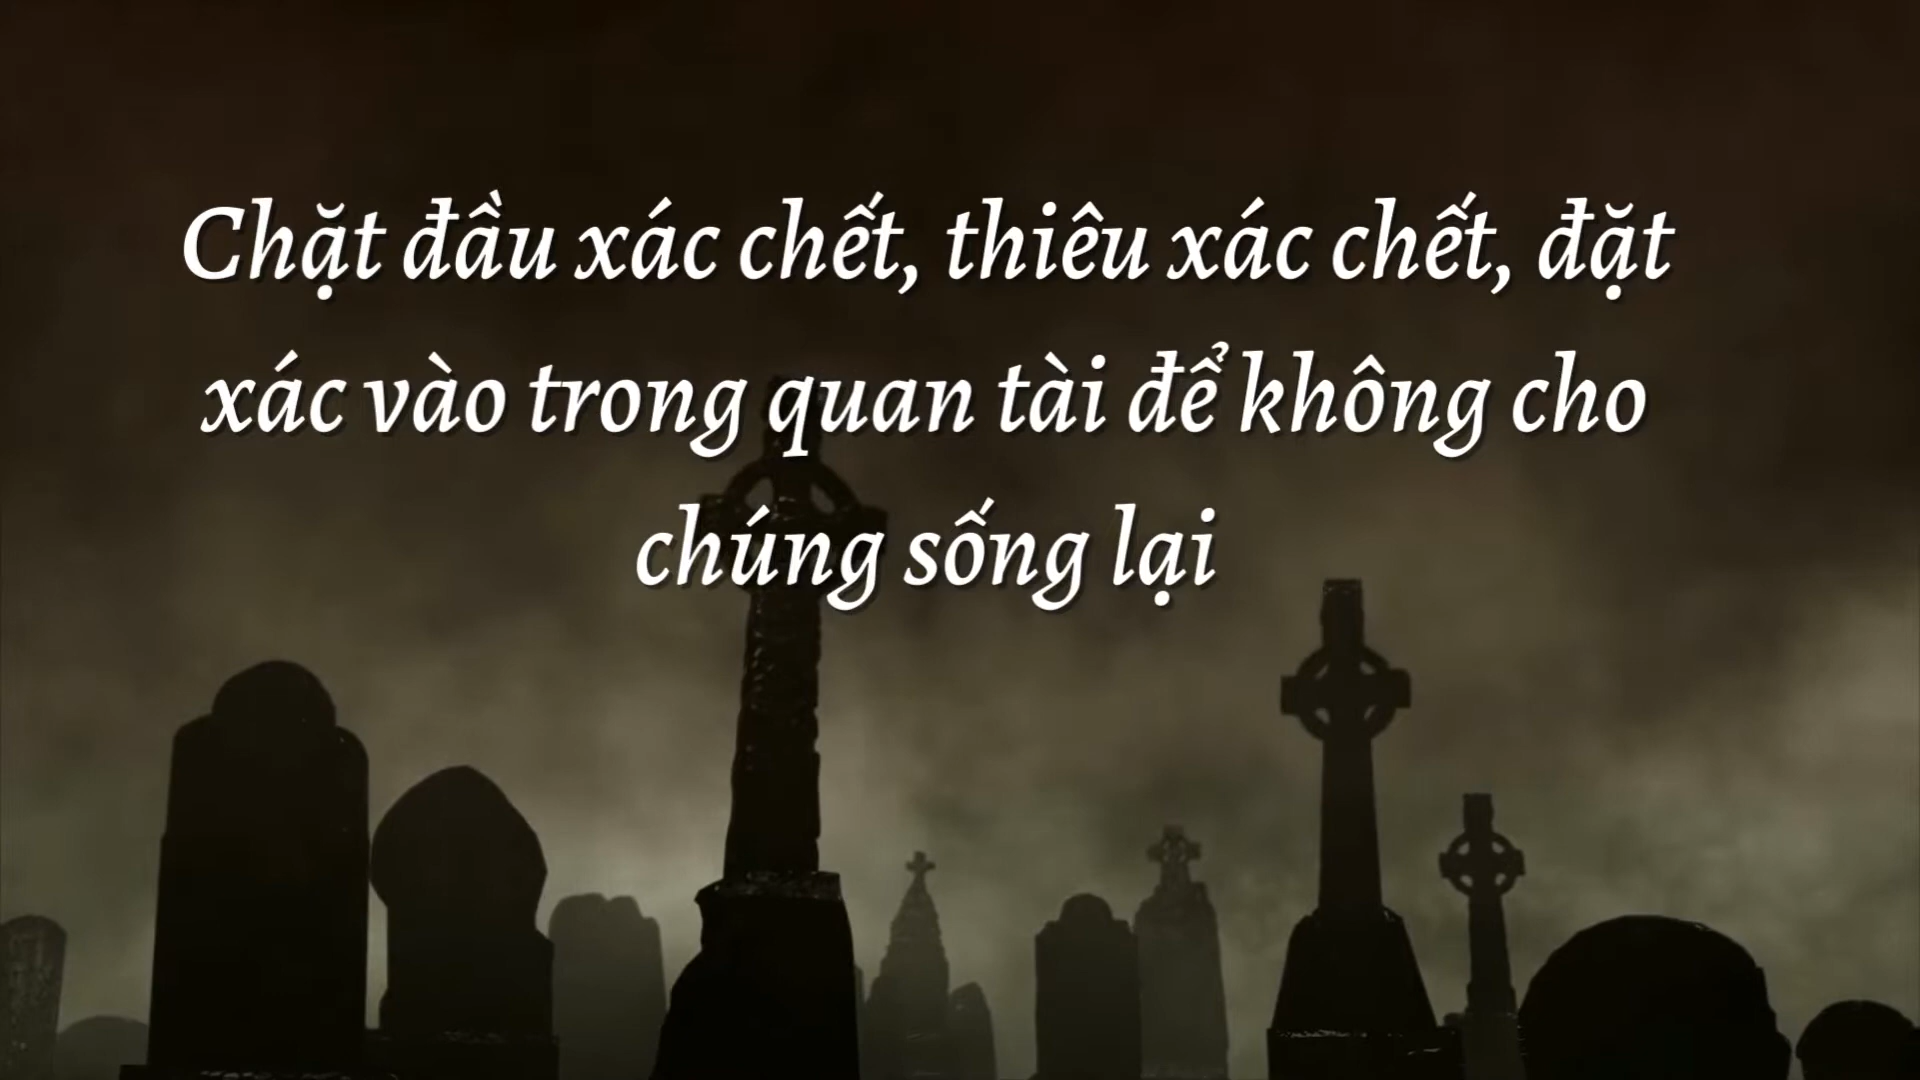 Chặt đầu xác chết, thiêu xác chết, đặt
xác vào trong quan tài để không cho
chúng sống lại